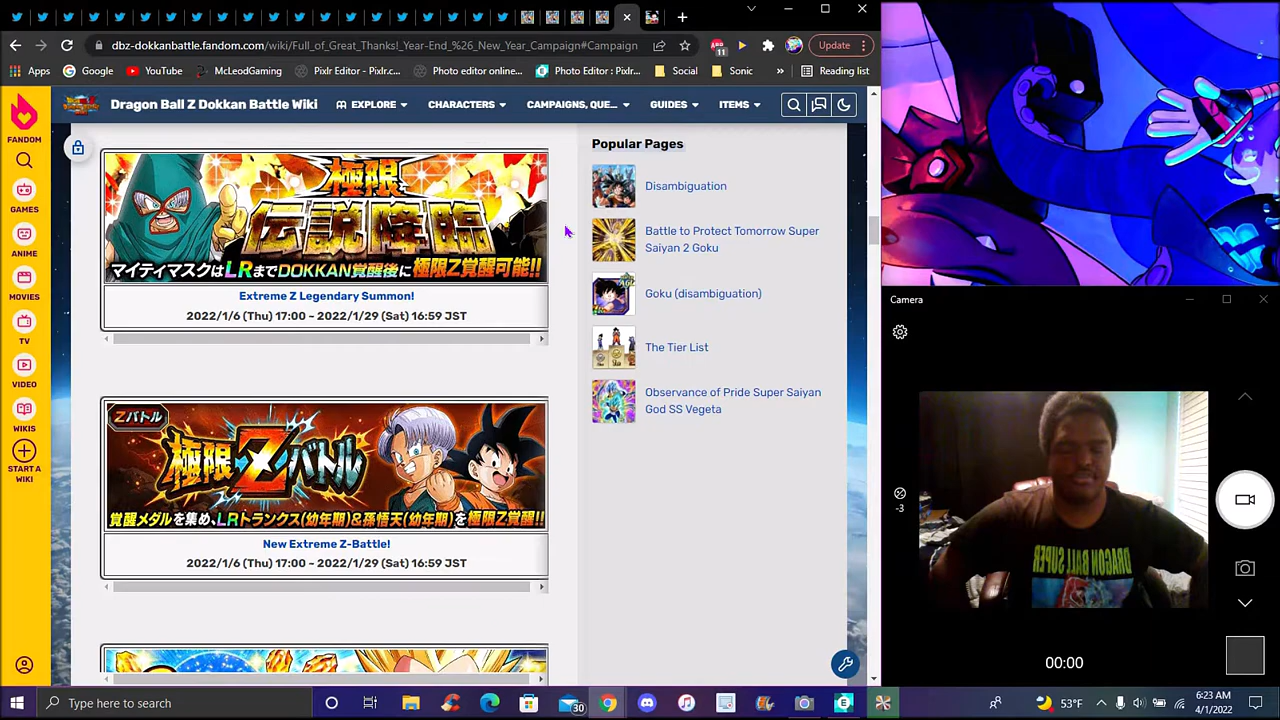 dbz-dokkanbattle.fandom.com/wiki/Full_of_Great_Thanks!_Year-End_%26_New_Year_Campaign#Campaign
11
Update
Apps
Google
YouTube
McLeodGaming
Pixlr Editor - Pixlr.c...
Photo editor online...
Photo Editor : Pixlr...
Social
Sonic
»
Reading list
FANDOM
GAMES
ANIME
MOVIES
TV
VIDEO
WIKIS
START A
WIKI
Dragon Ball Z Dokkan Battle Wiki
EXPLORE
CHARACTERS
CAMPAIGNS, QUE...
GUIDES
ITEMS
極限
伝説降臨
マイティマスクはLRまでDOKKAN覚醒後に極限Z覚醒可能!!
Extreme Z Legendary Summon!
2022/1/6 (Thu) 17:00 ~ 2022/1/29 (Sat) 16:59 JST
Zバトル
極限Zバトル
覚醒メダルを集め、LRトランクス(幼年期)&孫悟天(幼年期)を極限Z覚醒!!
New Extreme Z-Battle!
2022/1/6 (Thu) 17:00 ~ 2022/1/29 (Sat) 16:59 JST
Popular Pages
Disambiguation
Battle to Protect Tomorrow Super
Saiyan 2 Goku
Goku (disambiguation)
The Tier List
Observance of Pride Super Saiyan
God SS Vegeta
Camera
-3
DRAGON BALL SUPER
00:00
Type here to search
30
53°F
6:23 AM
4/1/2022